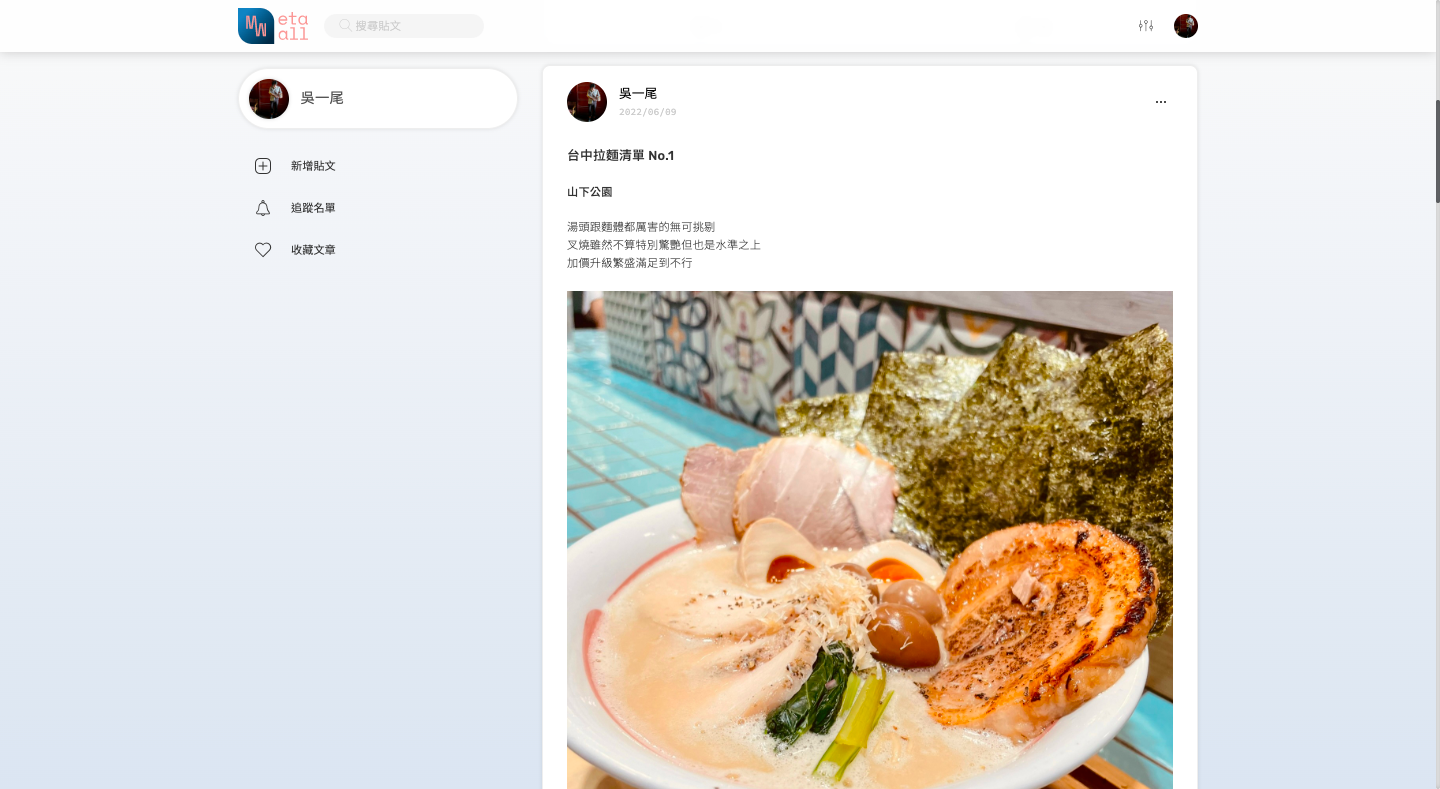 MW
eta
all
搜尋貼文
吳一尾
新增貼文
追蹤名單
收藏文章
吳一尾
2022/06/09
台中拉麵清單 No.1
山下公園
湯頭跟麵體都厲害的無可挑剔
叉燒雖然不算特別驚艷但也是水準之上
加價升級繁盛滿足到不行